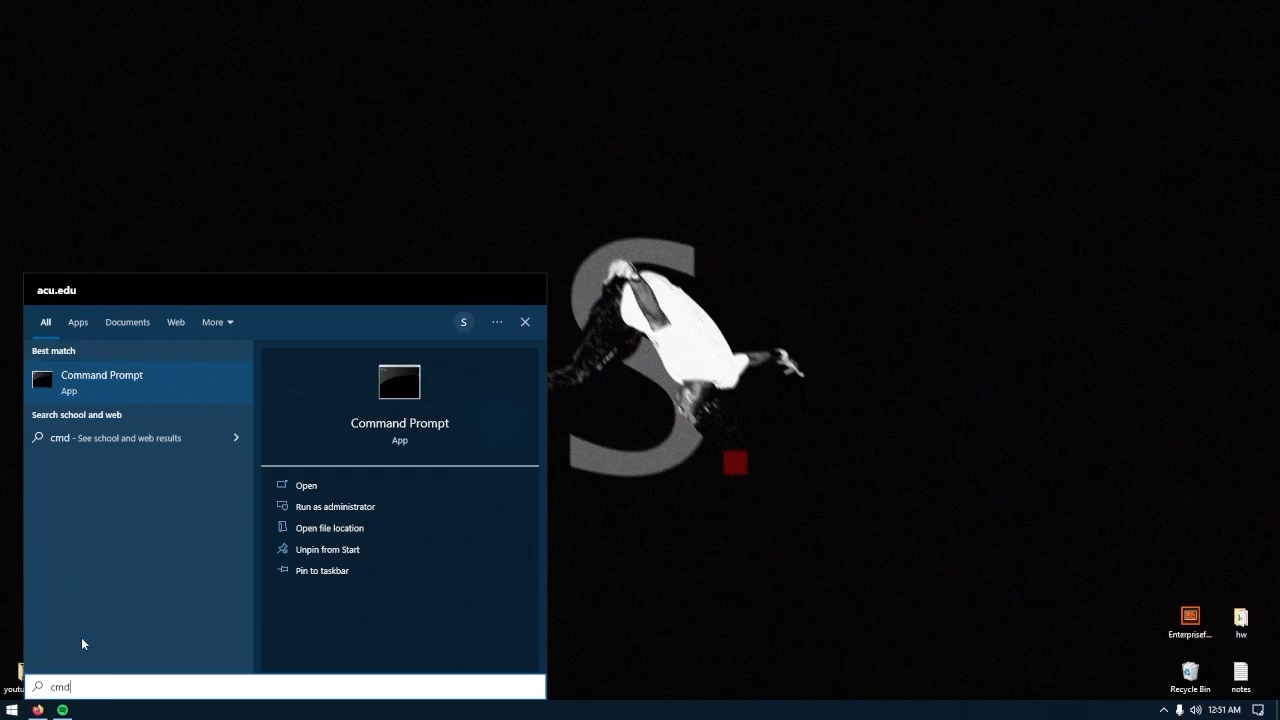 acu.edu
All Apps Documents Web More S ...
Best match
Command Prompt
App
Search school and web
cmd - See school and web results
Command Prompt
App
Open
Run as administrator
Open file location
Unpin from Start
Pin to taskbar
cmd
S
Enterprisef...
hw
Recycle Bin
notes
youtu
12:51 AM